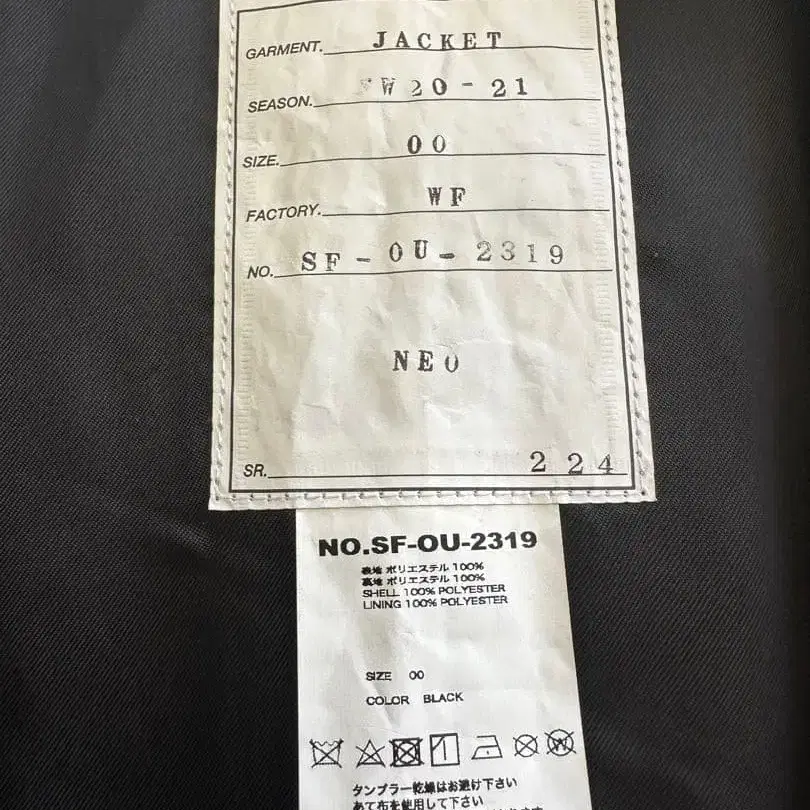 GARMENT. JACKET
SEASON. FW20-21
SIZE. 00
FACTORY. WF
NO. SF-OU-2319
NEO
SR. 224
NO.SF-OU-2319
表地 ポリエステル 100%
裏地 ポリエステル 100%
SHELL 100% POLYESTER
LINING 100% POLYESTER
SIZE 00
COLOR BLACK
タンブラー乾燥はお避け下さい
あて布を使用して下さい